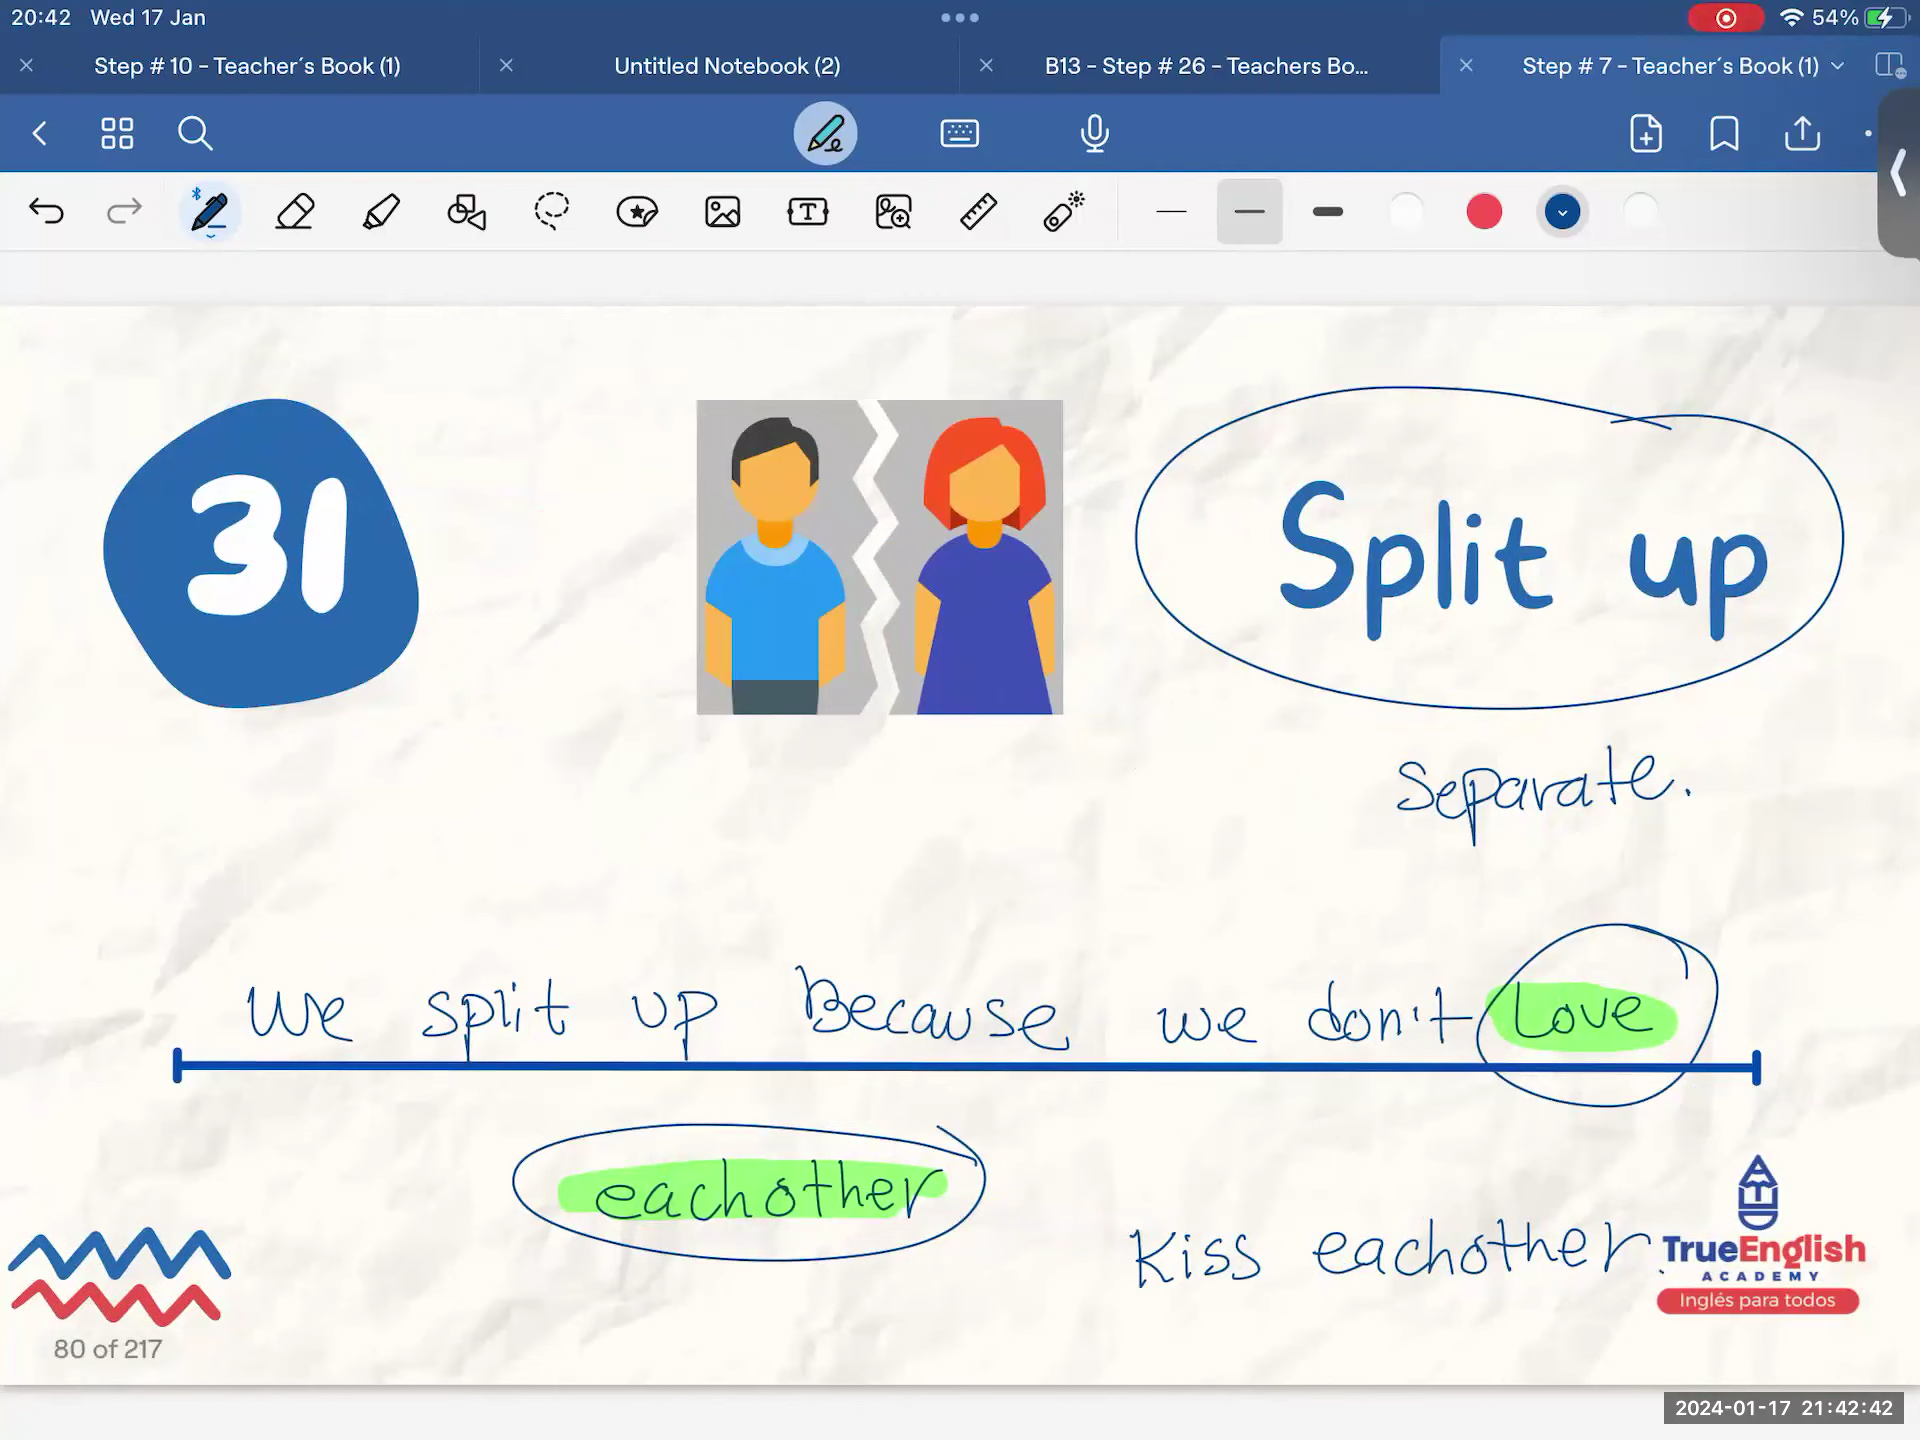 20:42 Wed 17 Jan
54%
Step # 10 - Teacher´s Book (1)
Untitled Notebook (2)
B13 - Step # 26 - Teachers Bo...
Step # 7 - Teacher´s Book (1)
31
Split up
separate.
We split up Because we don't Love
eachother
Kiss eachother.
TrueEnglish
ACADEMY
Inglés para todos
80 of 217
2024-01-17 21:42:42